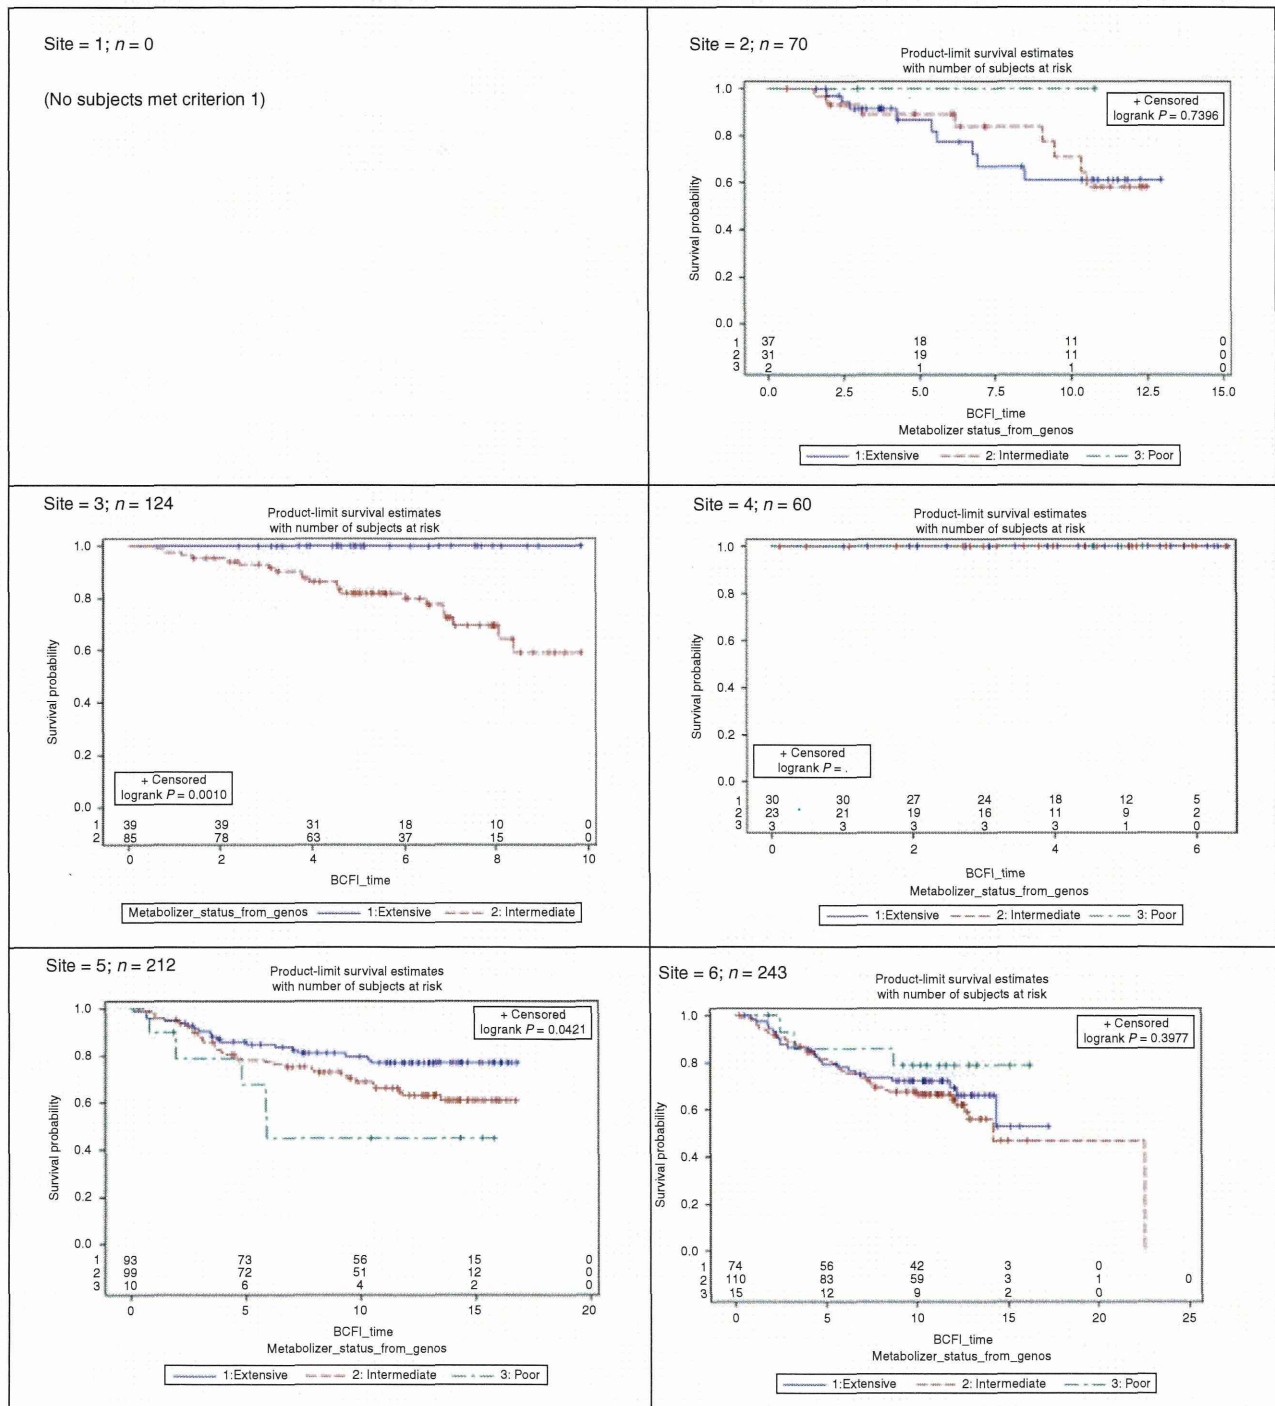 Site = 1; n = 0
(No subjects met criterion 1)
Site = 2; n = 70
Product-limit survival estimates
with number of subjects at risk
+ Censored
logrank P = 0.7396
Survival probability
1.0
0.8
0.6
0.4
0.2
0.0
1 37 18 11 0
2 31 19 11 0
3 2 1 1 0
0.0 2.5 5.0 7.5 10.0 12.5 15.0
BCFI_time
Metabolizer status_from_genos
1:Extensive 2: Intermediate 3: Poor
Site = 3; n = 124
Product-limit survival estimates
with number of subjects at risk
Survival probability
1.0
0.8
0.6
0.4
0.2
0.0
+ Censored
logrank P = 0.0010
1 39 39 31 18 10 0
2 85 78 63 37 15 0
0 2 4 6 8 10
BCFI_time
Metabolizer_status_from_genos 1:Extensive 2: Intermediate
Site = 4; n = 60
Product-limit survival estimates
with number of subjects at risk
Survival probability
1.0
0.8
0.6
0.4
0.2
0.0
+ Censored
logrank P = .
1 30 30 27 24 18 12 5
2 23 21 19 16 11 9 2
3 3 3 3 3 3 1 0
0 2 4 6
BCFI_time
Metabolizer_status_from_genos
1:Extensive 2: Intermediate 3: Poor
Site = 5; n = 212
Product-limit survival estimates
with number of subjects at risk
+ Censored
logrank P = 0.0421
Survival probability
1.0
0.8
0.6
0.4
0.2
0.0
1 93 73 56 15 0
2 99 72 51 12 0
3 10 6 4 2 0
0 5 10 15 20
BCFI_time
Metabolizer_status_from_genos
1:Extensive 2: Intermediate 3: Poor
Site = 6; n = 243
Product-limit survival estimates
with number of subjects at risk
+ Censored
logrank P = 0.3977
Survival probability
1.0
0.8
0.6
0.4
0.2
0.0
1 74 56 42 3 0
2 110 83 59 3 1 0
3 15 12 9 2 0
0 5 10 15 20 25
BCFI_time
Metabolizer_status_from_genos
1:Extensive 2: Intermediate 3: Poor